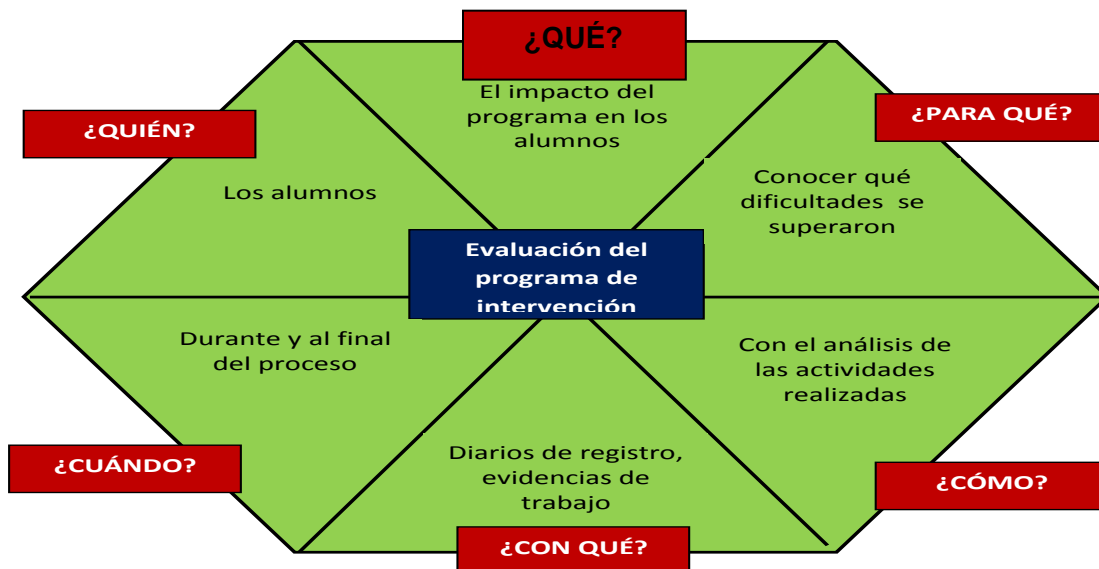 ¿QUÉ?
El impacto del
programa en los
alumnos
¿QUIÉN?
Los alumnos
¿PARA QUÉ?
Conocer qué
dificultades se
superaron
Evaluación del
programa de
intervención
Durante y al final
del proceso
¿CUÁNDO?
Diarios de registro,
evidencias de
trabajo
¿CON QUÉ?
Con el análisis de
las actividades
realizadas
¿CÓMO?